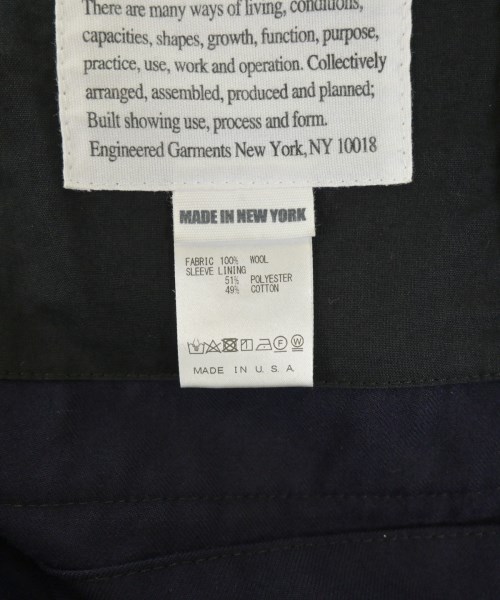 There are many ways of living, conditions,
capacities, shapes, growth, function, purpose,
practice, use, work and operation. Collectively
arranged, assembled, produced and planned;
Built showing use, process and form.
Engineered Garments New York, NY 10018
MADE IN NEW YORK
FABRIC 100% WOOL
SLEEVE LINING
51% POLYESTER
49% COTTON
MADE IN U. S. A